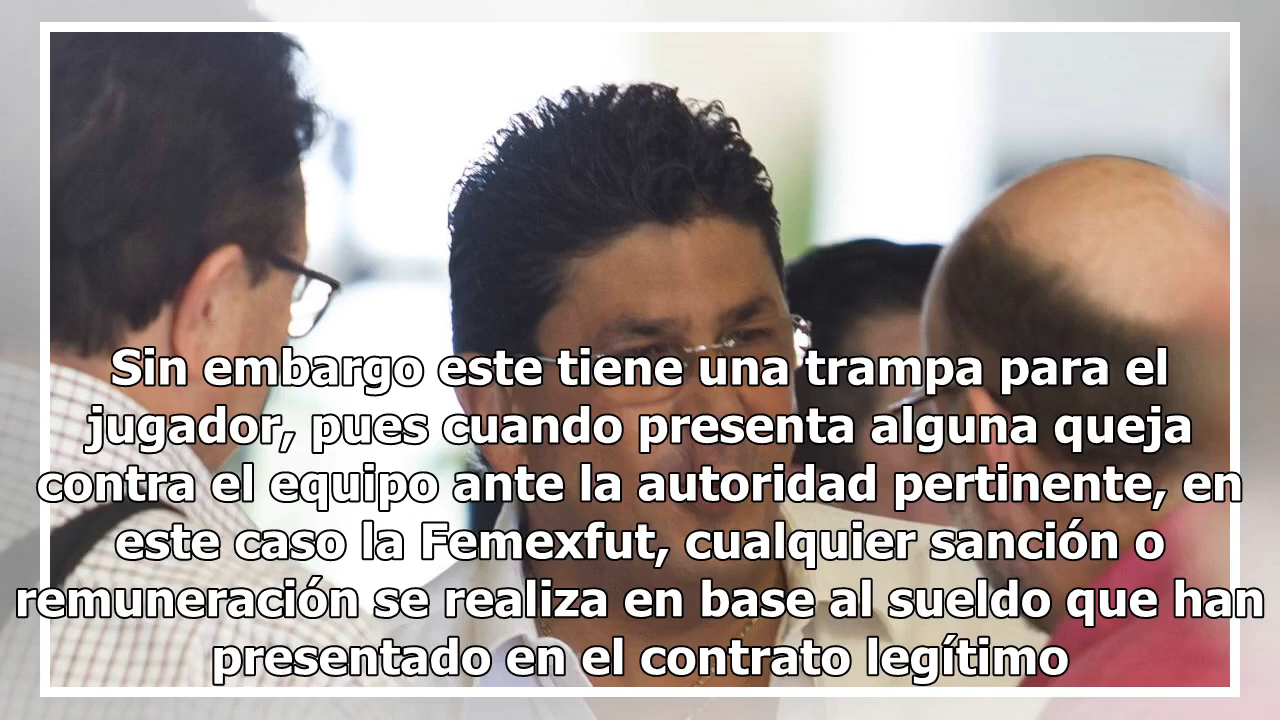 Sin embargo este tiene una trampa para el
jugador, pues cuando presenta alguna queja
contra el equipo ante la autoridad pertinente, en
este caso la Femexfut, cualquier sanción o
remuneración se realiza en base al sueldo que han
presentado en el contrato legítimo